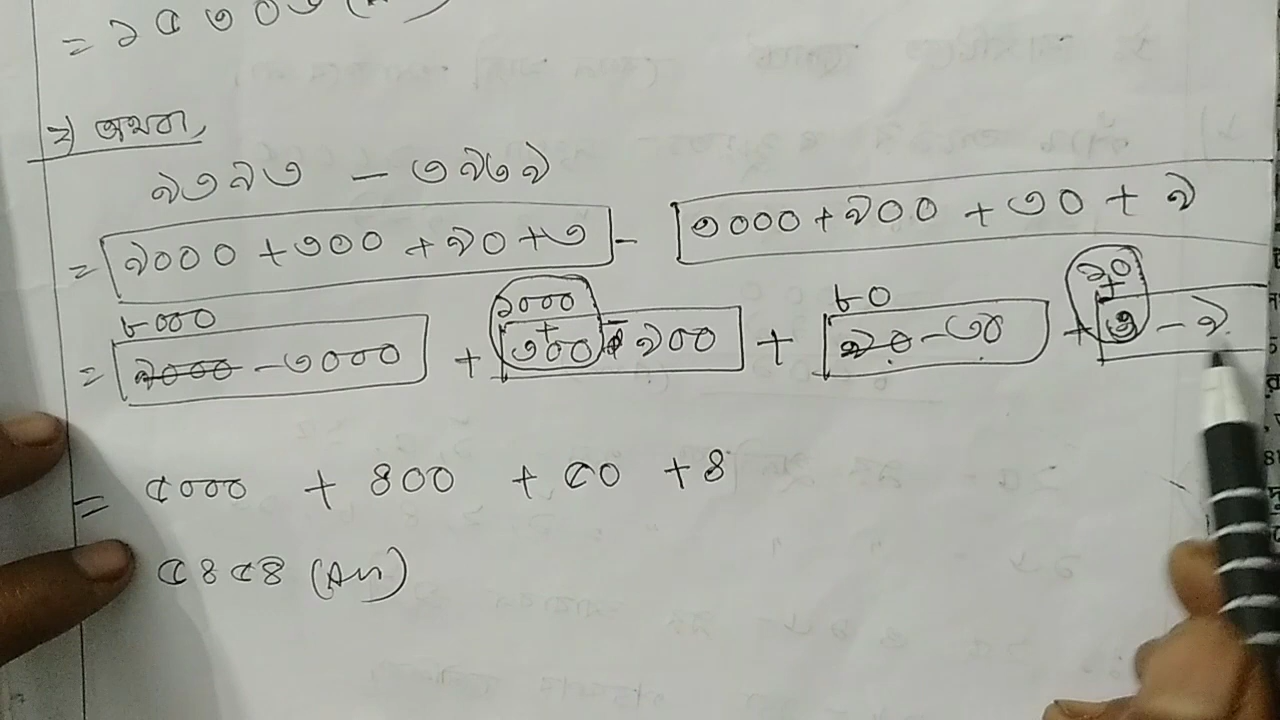 ২) অথবা,
৯৩৯৩ - ৩৯৩৯
= ৯০০০ + ৩০০ + ৯০ + ৩ - ৩০০০ + ৯০০ + ৩০ + ৯
৮০০০ ১০০০ + ৮০ ১০ +
= ৯০০০ - ৩০০০ + ৩০০ - ৯০০ + ৯০ - ৩০ + ৩ - ৯
= ৫০০০ + ৪০০ + ৫০ + ৪
৫৪৫৪ (Ans)